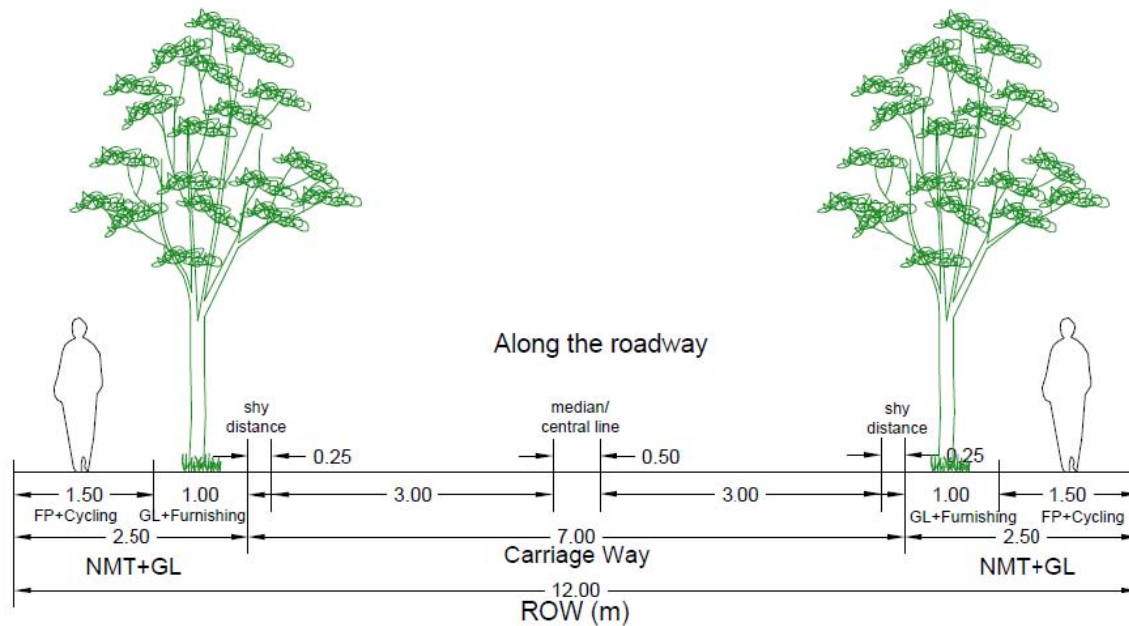 Along the roadway
shy
distance
median/
central line
shy
distance
0.25
0.50
0.25
1.50
1.00
3.00
3.00
1.00
1.50
FP+Cycling
GL+Furnishing
GL+Furnishing
FP+Cycling
2.50
7.00
2.50
NMT+GL
Carriage Way
NMT+GL
12.00
ROW (m)